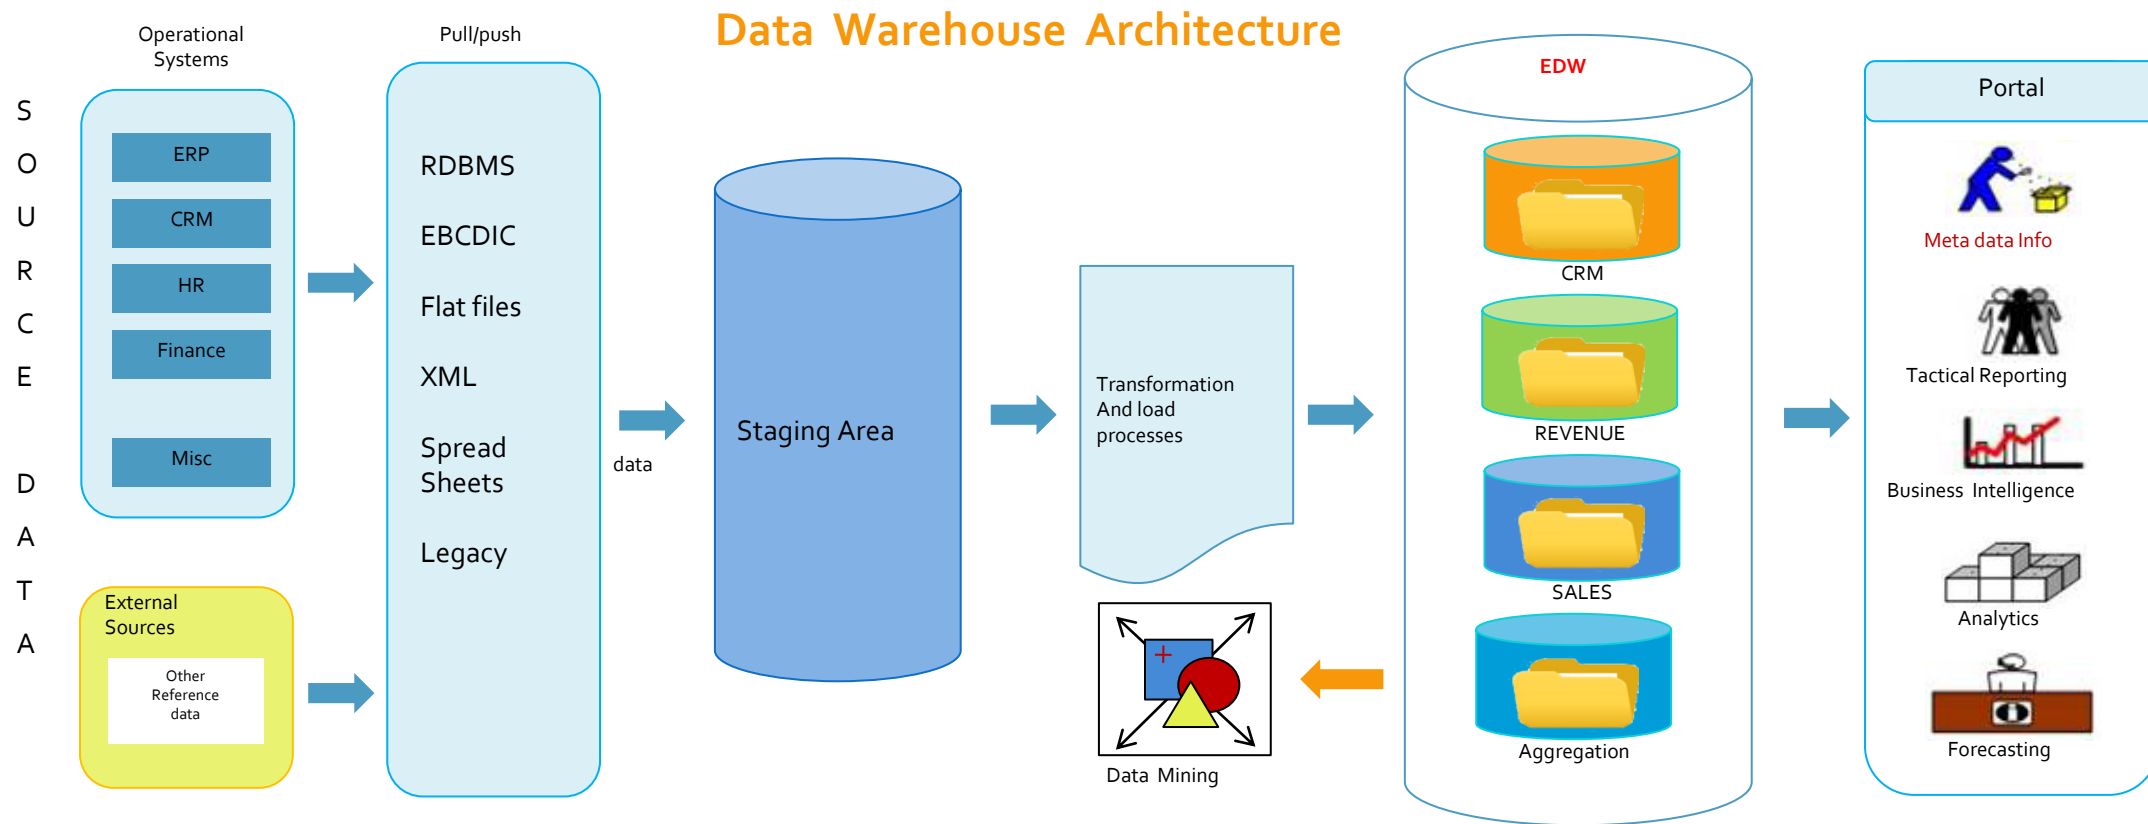 Data Warehouse Architecture
S
O
U
R
C
E
D
A
T
A
Operational
Systems
ERP
CRM
HR
Finance
Misc
External
Sources
Other
Reference
data
Pull/push
RDBMS
EBCDIC
Flat files
XML
Spread
Sheets
Legacy
data
Staging Area
Transformation
And load
processes
Data Mining
EDW
CRM
REVENUE
SALES
Aggregation
Portal
Meta data Info
Tactical Reporting
Business Intelligence
Analytics
Forecasting